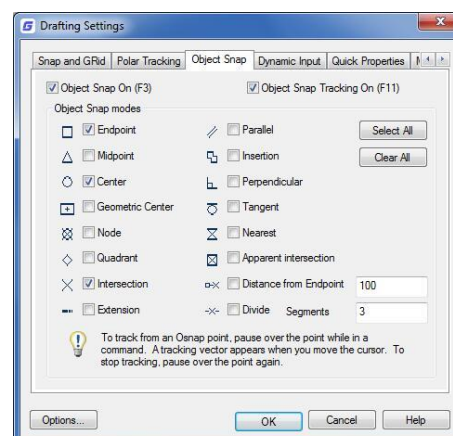 Drafting Settings
Snap and GRid Polar Tracking Object Snap Dynamic Input Quick Properties
Object Snap On (F3) Object Snap Tracking On (F11)
Object Snap modes
Endpoint Parallel Select All
Midpoint Insertion Clear All
Center Perpendicular
Geometric Center Tangent
Node Nearest
Quadrant Apparent intersection
Intersection Distance from Endpoint 100
Extension Divide Segments 3
To track from an Osnap point, pause over the point while in a
command. A tracking vector appears when you move the cursor. To
stop tracking, pause over the point again.
Options... OK Cancel Help